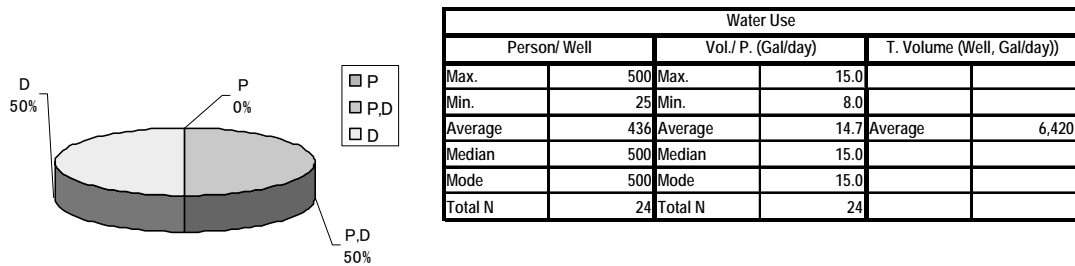 D
50%
P
0%
P
P,D
D
P,D
50%
Water Use
Person/ Well Vol./ P. (Gal/day) T. Volume (Well, Gal/day))
Max. 500 Max. 15.0
Min. 25 Min. 8.0
Average 436 Average 14.7 Average 6,420
Median 500 Median 15.0
Mode 500 Mode 15.0
Total N 24 Total N 24